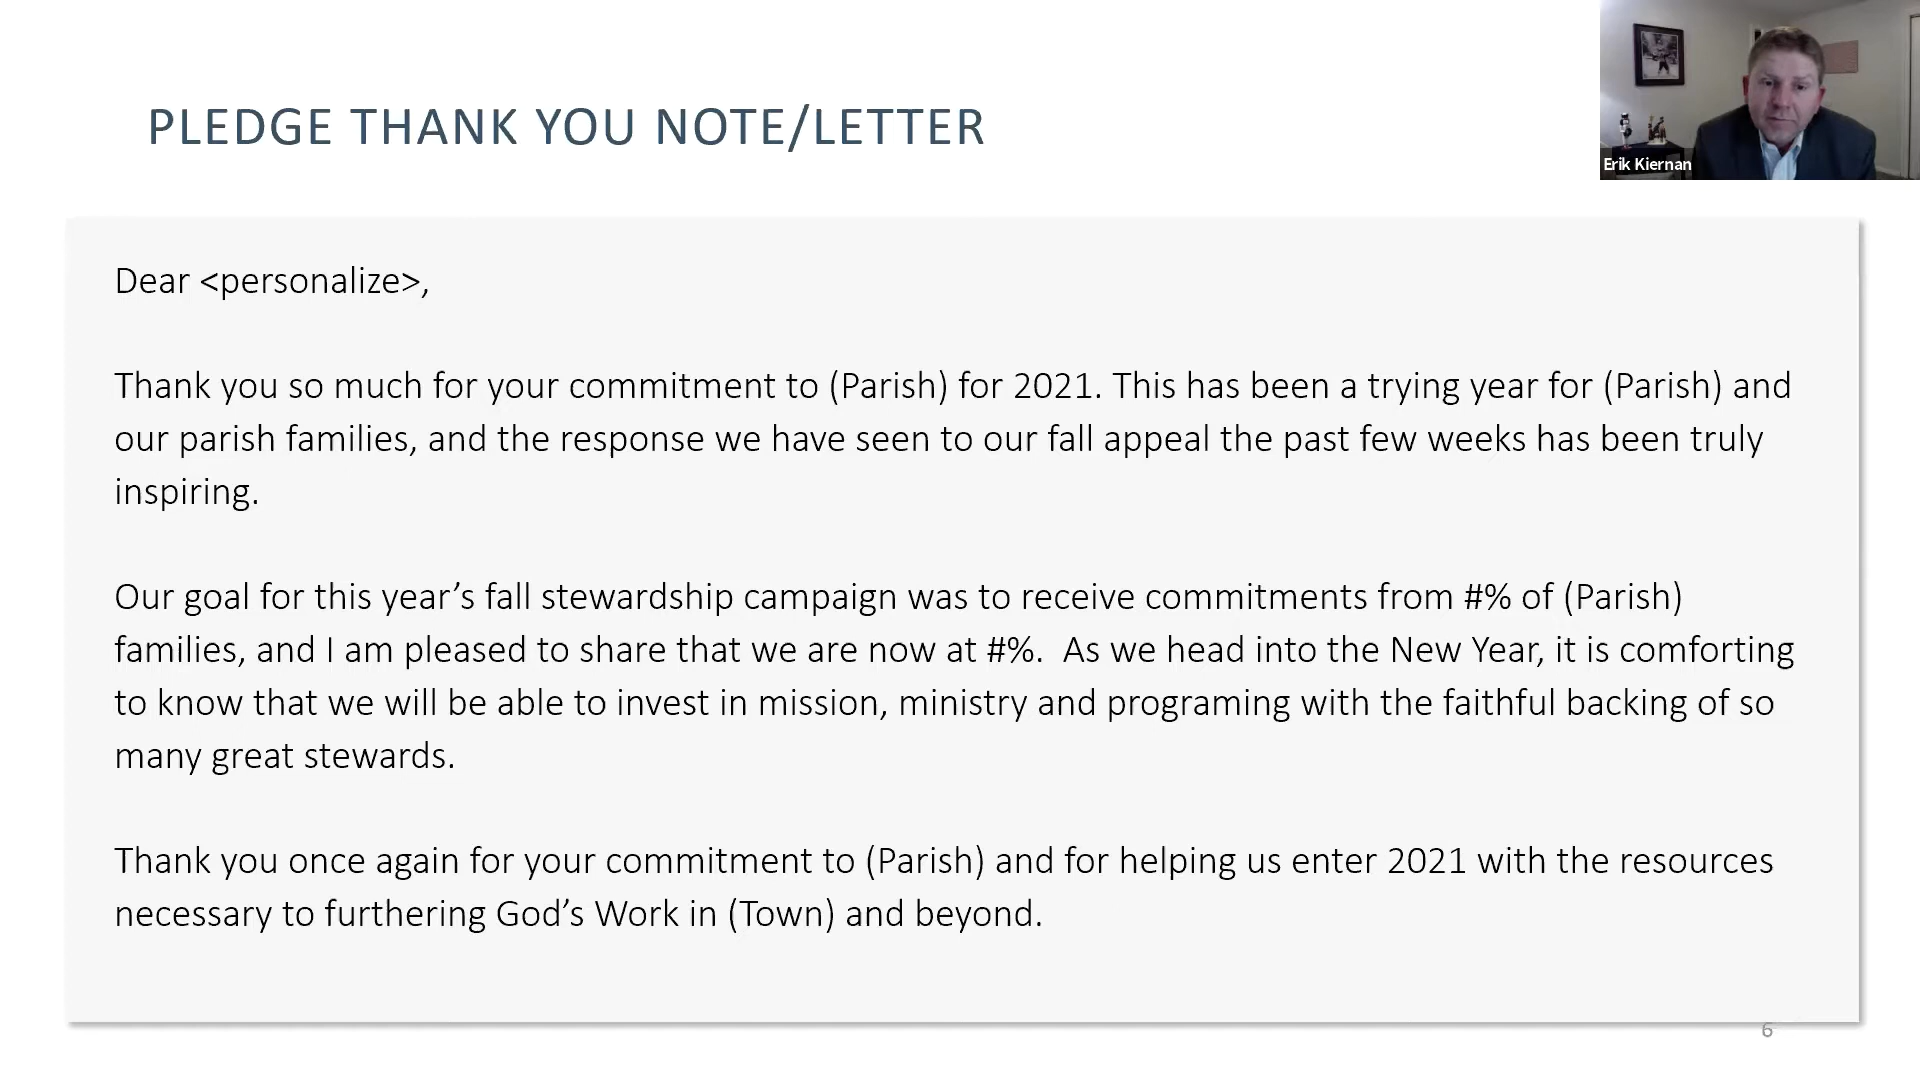 PLEDGE THANK YOU NOTE/LETTER
Erik Kiernan
Dear <personalize>,
Thank you so much for your commitment to (Parish) for 2021. This has been a trying year for (Parish) and
our parish families, and the response we have seen to our fall appeal the past few weeks has been truly
inspiring.
Our goal for this year’s fall stewardship campaign was to receive commitments from #% of (Parish)
families, and I am pleased to share that we are now at #%.  As we head into the New Year, it is comforting
to know that we will be able to invest in mission, ministry and programing with the faithful backing of so
many great stewards.
Thank you once again for your commitment to (Parish) and for helping us enter 2021 with the resources
necessary to furthering God’s Work in (Town) and beyond.
6